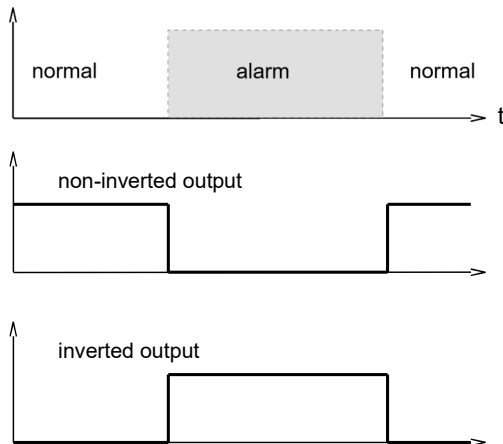 normal alarm normal
t
non-inverted output
inverted output